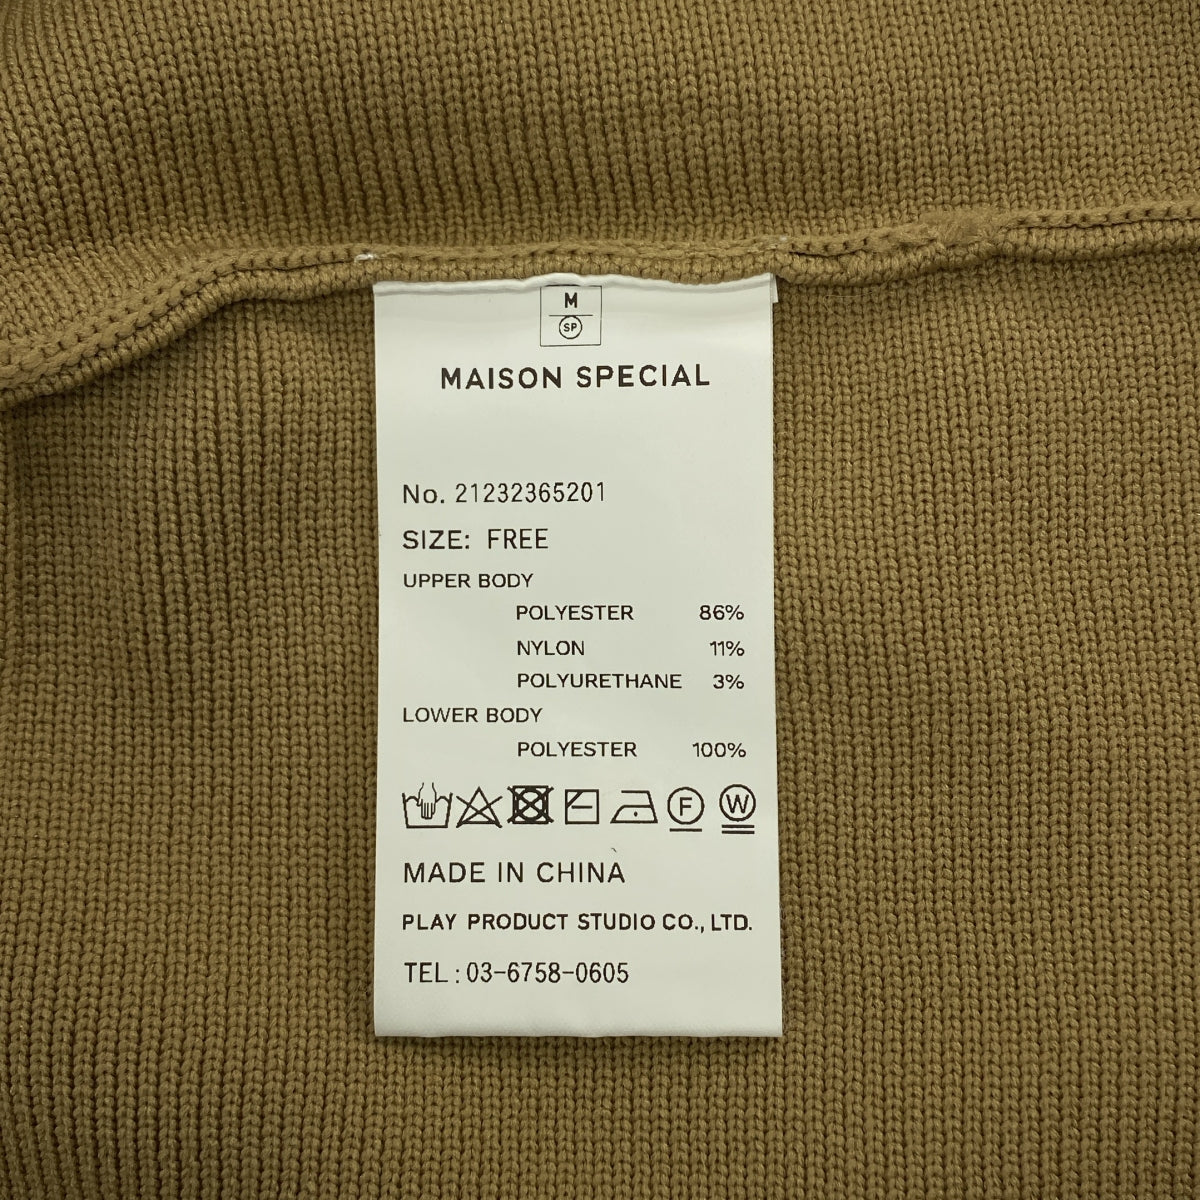 M
SP
MAISON SPECIAL
No. 21232365201
SIZE: FREE
UPPER BODY
POLYESTER 86%
NYLON 11%
POLYURETHANE 3%
LOWER BODY
POLYESTER 100%
F W
MADE IN CHINA
PLAY PRODUCT STUDIO CO., LTD.
TEL : 03-6758-0605